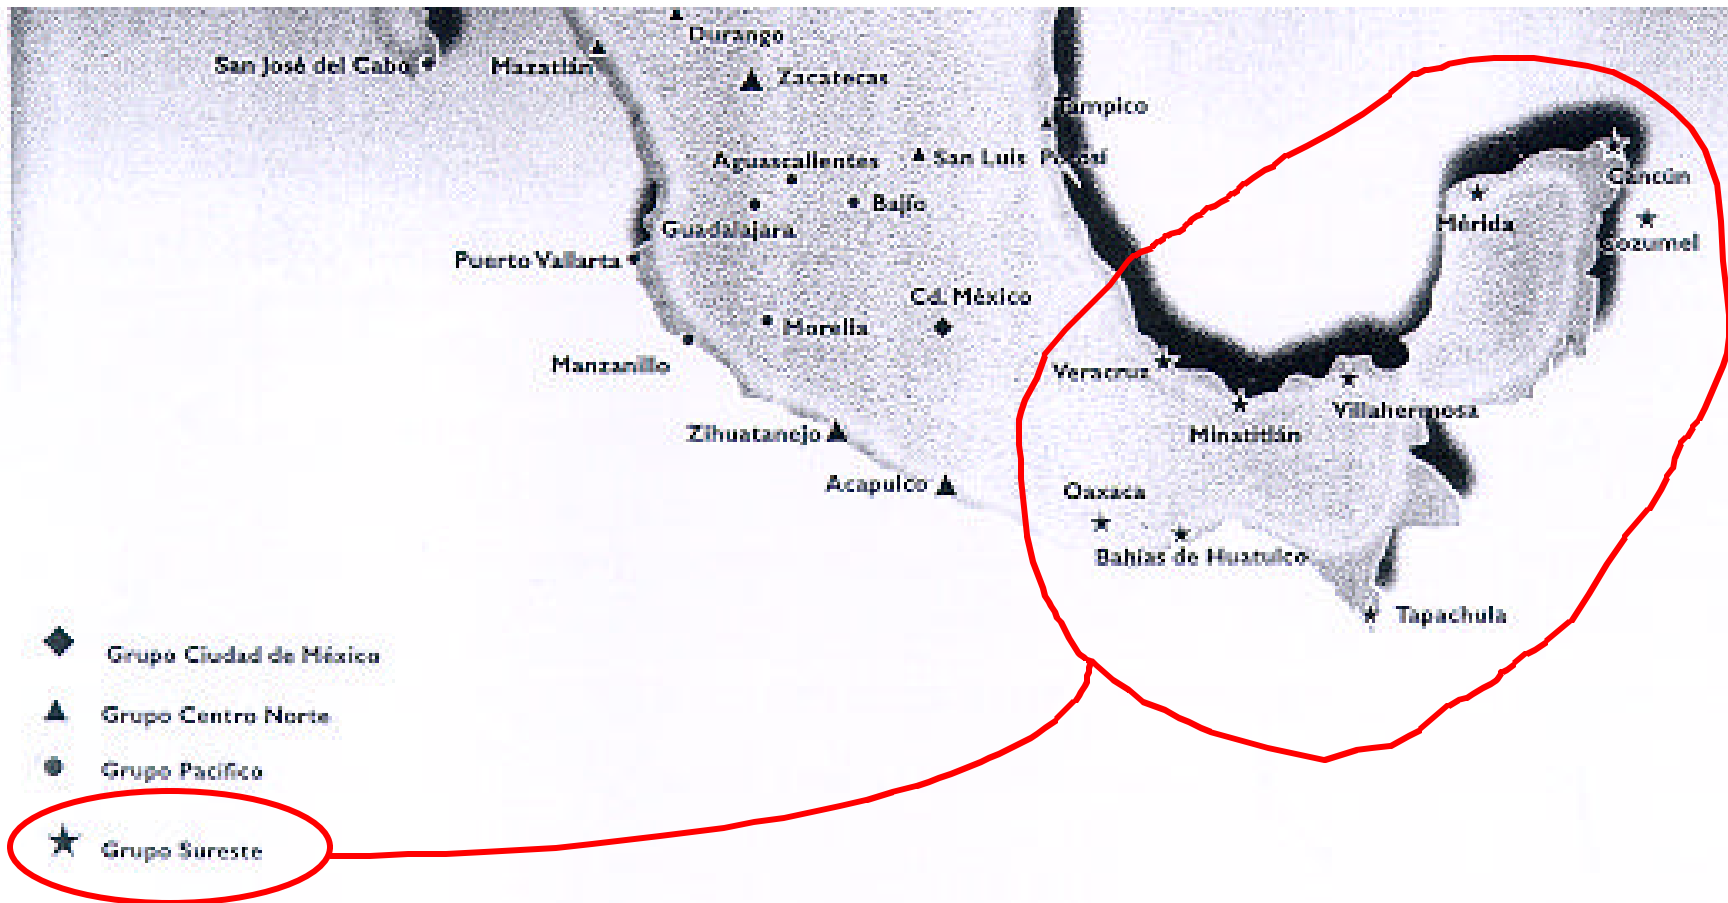 Durango
San José del Cabo
Mazatlán
Zacatecas
Tampico
Aguascalientes
San Luis Potosí
Cancún
Bajío
Mérida
Guadalajara
Cozumel
Puerto Vallarta
Cd. México
Morelia
Manzanillo
Veracruz
Villahermosa
Zihuatanejo
Minatitlán
Acapulco
Oaxaca
Bahías de Huatulco
Tapachula
Grupo Ciudad de México
Grupo Centro Norte
Grupo Pacífico
Grupo Sureste